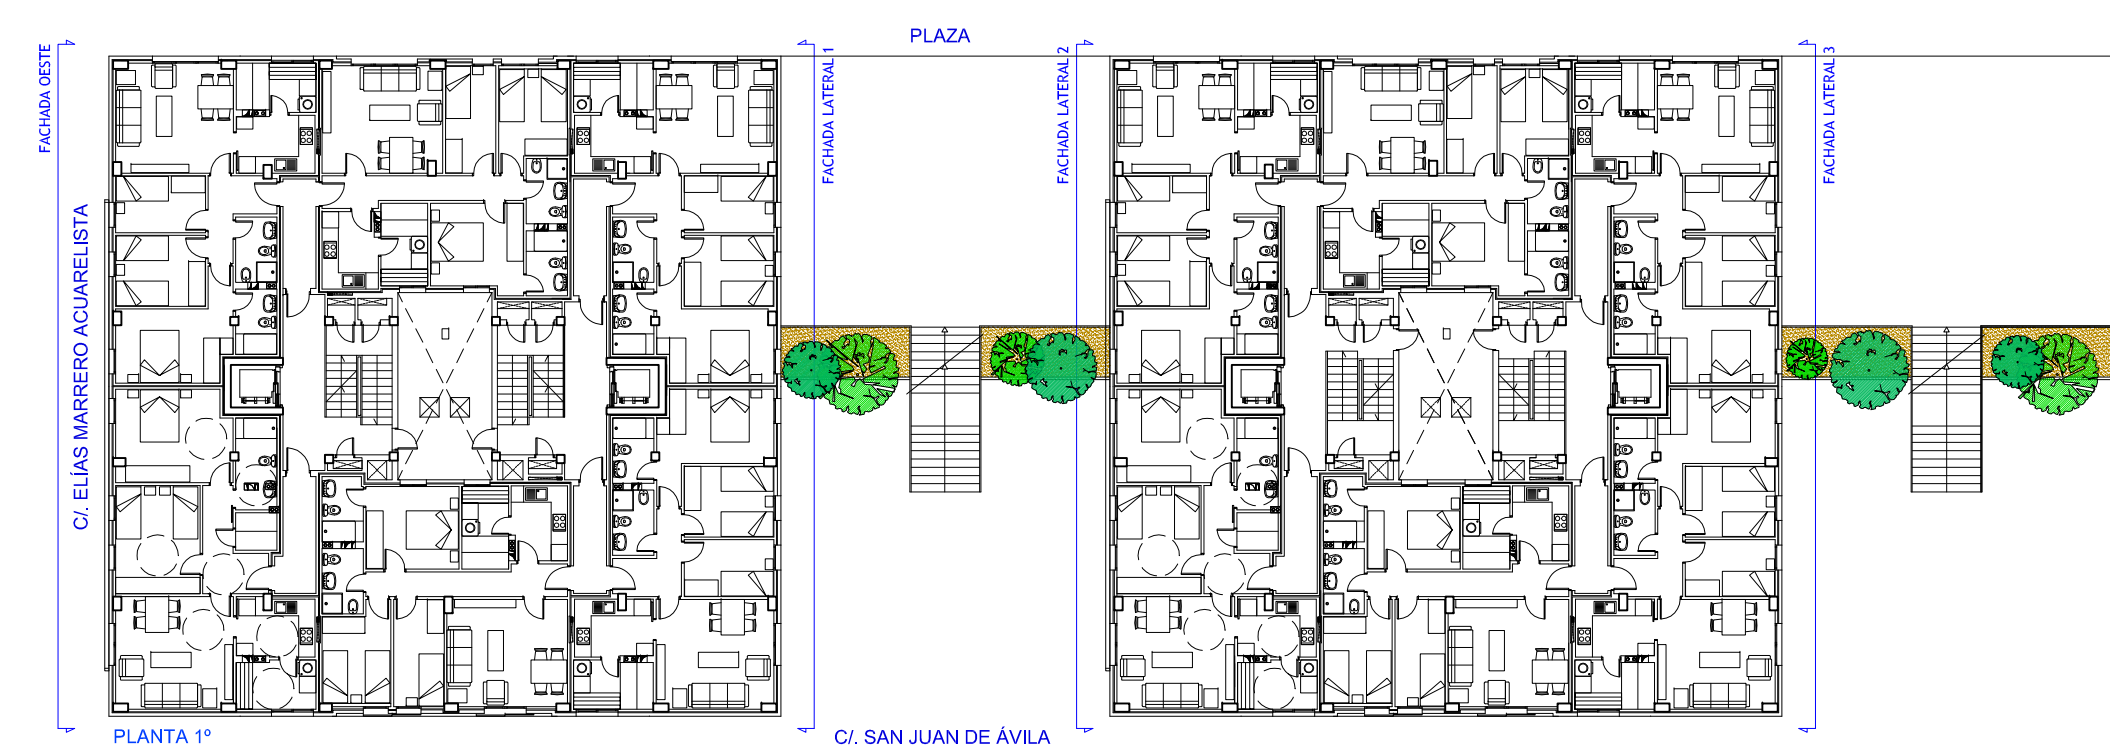 PLAZA
FACHADA OESTE
FACHADA LATERAL 1
FACHADA LATERAL 2
FACHADA LATERAL 3
C/. ELÍAS MARRERO ACUARELISTA
PLANTA 1º
C/. SAN JUAN DE ÁVILA